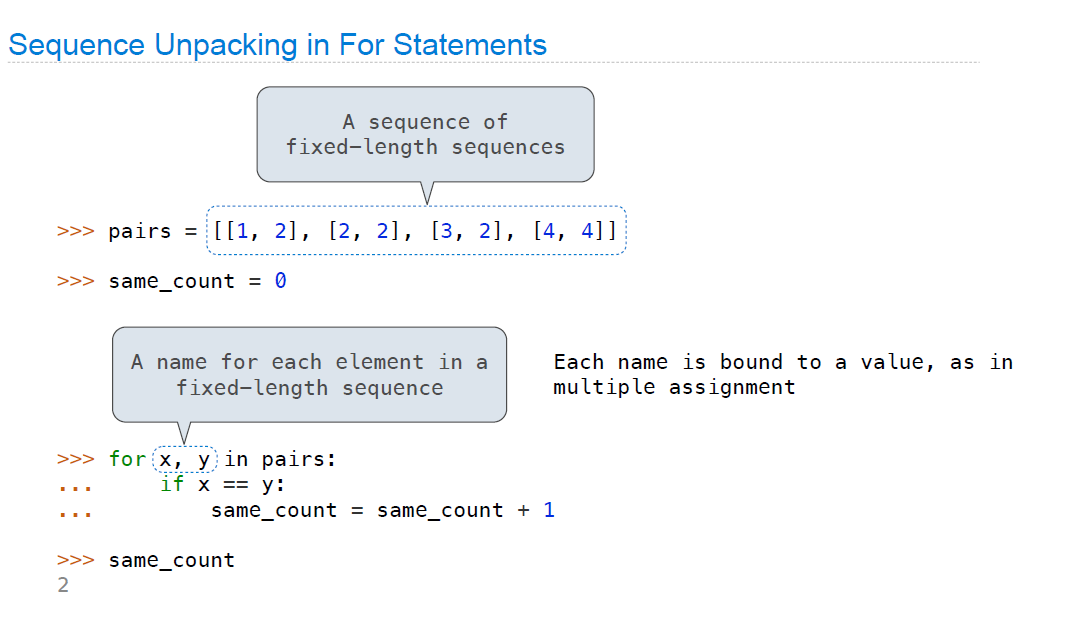 Sequence Unpacking in For Statements
A sequence of
fixed-length sequences
>>> pairs = [[1, 2], [2, 2], [3, 2], [4, 4]]
>>> same_count = 0
A name for each element in a
fixed-length sequence
Each name is bound to a value, as in
multiple assignment
>>> for x, y in pairs:
...     if x == y:
...         same_count = same_count + 1
>>> same_count
2